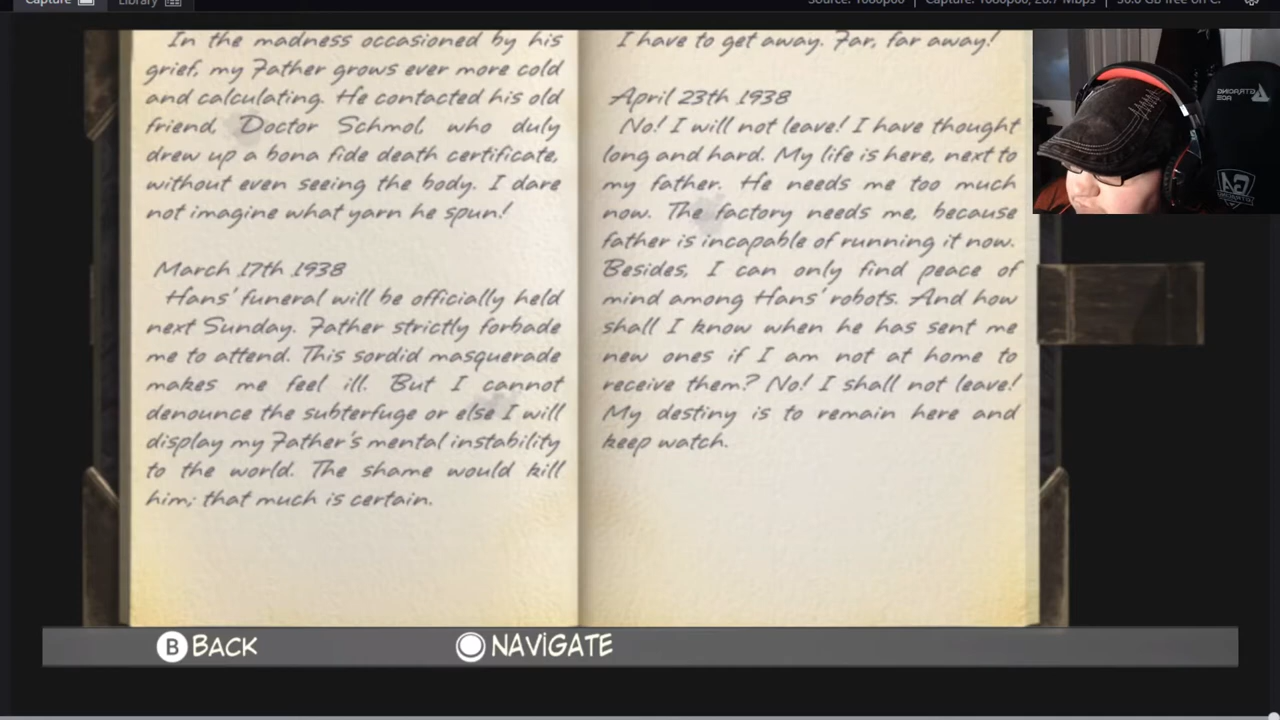 Capture
Library
Source: 1080p60 | Capture: 1080p60, 20.7 Mbps |
In the madness occasioned by his
grief, my Father grows ever more cold
and calculating. He contacted his old
friend, Doctor Schmol, who duly
drew up a bona fide death certificate,
without even seeing the body. I dare
not imagine what yarn he spun!
March 17th 1938
Hans' funeral will be officially held
next Sunday. Father strictly forbade
me to attend. This sordid masquerade
makes me feel ill. But I cannot
denounce the subterfuge or else I will
display my Father's mental instability
to the world. The shame would kill
him; that much is certain.
I have to get away. Far, far away!
April 23th 1938
No! I will not leave! I have thought
long and hard. My life is here, next to
my father. He needs me too much
now. The factory needs me, because
father is incapable of running it now.
Besides, I can only find peace of
mind among Hans' robots. And how
shall I know when he has sent me
new ones if I am not at home to
receive them? No! I shall not leave!
My destiny is to remain here and
keep watch.
B BACK
NAVIGATE